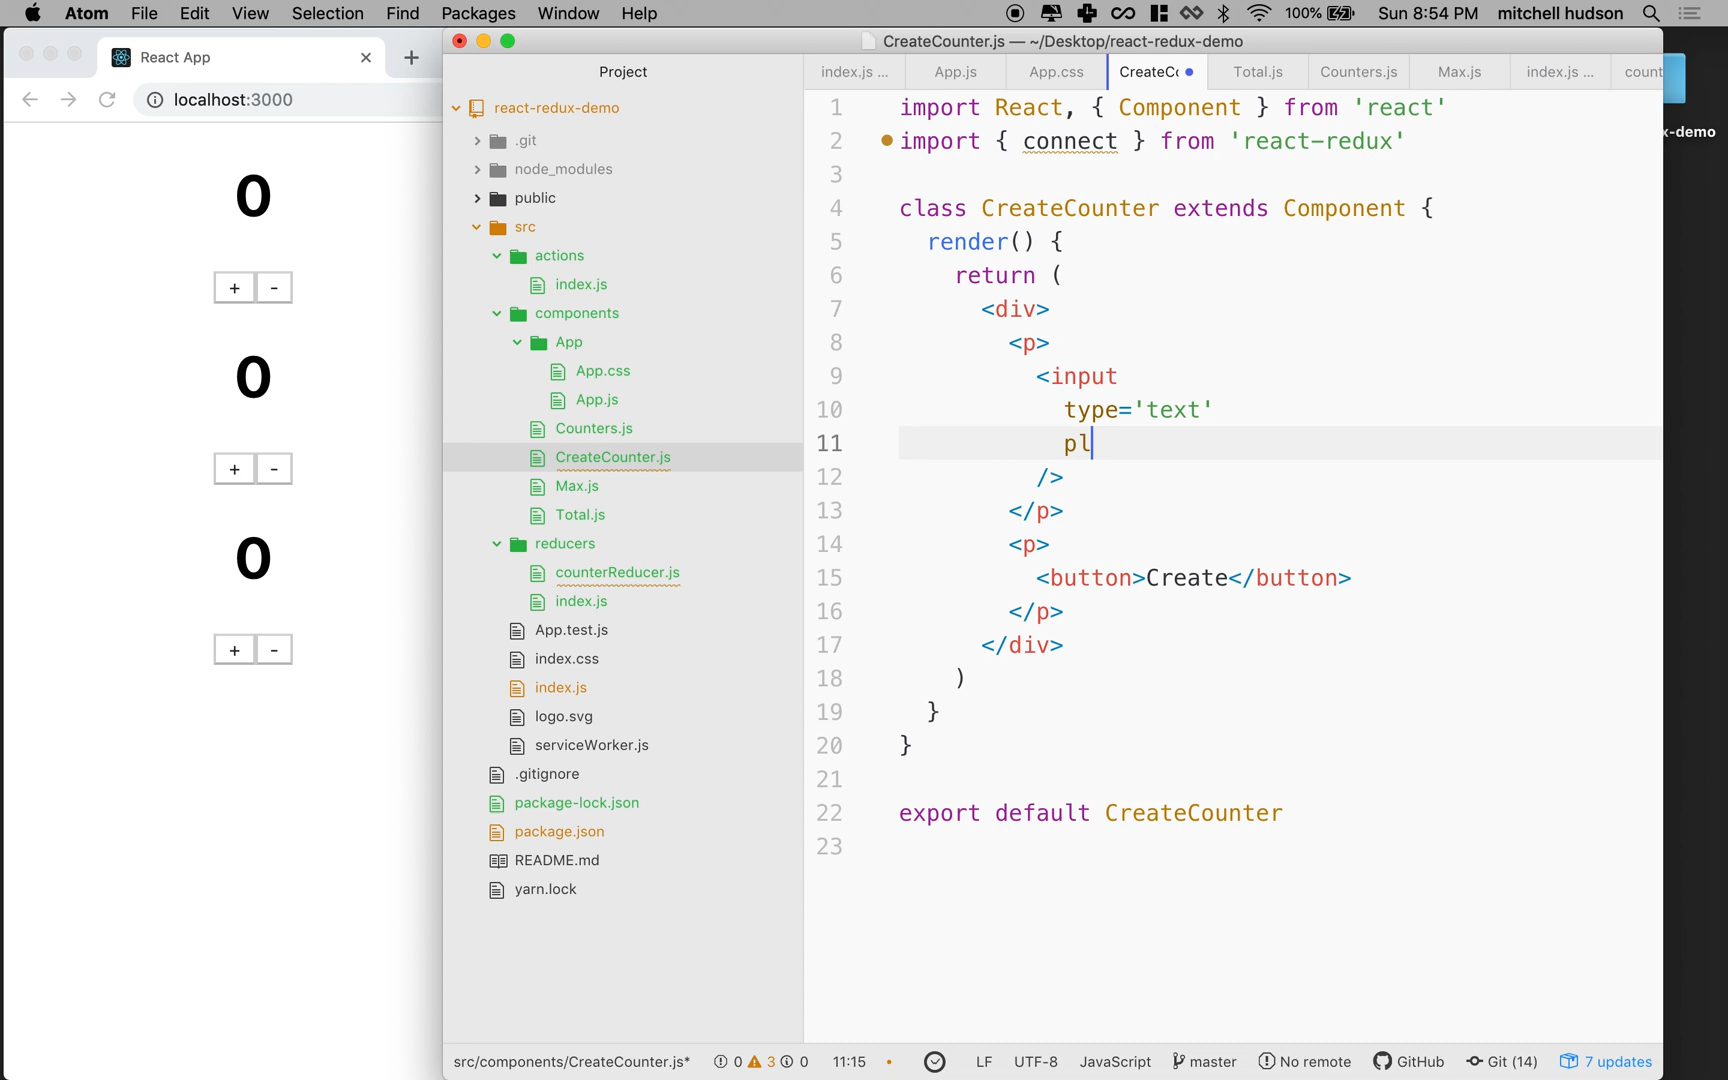 Atom File Edit View Selection Find Packages Window Help 100% Sun 8:54 PM mitchell hudson
React App
localhost:3000
0
+ -
0
+ -
0
+ -
CreateCounter.js — ~/Desktop/react-redux-demo
Project
react-redux-demo
.git
node_modules
public
src
actions
index.js
components
App
App.css
App.js
Counters.js
CreateCounter.js
Max.js
Total.js
reducers
counterReducer.js
index.js
App.test.js
index.css
index.js
logo.svg
serviceWorker.js
.gitignore
package-lock.json
package.json
README.md
yarn.lock
index.js ... App.js App.css CreateCo Total.js Counters.js Max.js index.js ... count
1 import React, { Component } from 'react'
2 import { connect } from 'react-redux'
3
4 class CreateCounter extends Component {
5 render() {
6 return (
7 <div>
8 <p>
9 <input
10 type='text'
11 pl
12 />
13 </p>
14 <p>
15 <button>Create</button>
16 </p>
17 </div>
18 )
19 }
20 }
21
22 export default CreateCounter
23
x-demo
src/components/CreateCounter.js* 0 3 0 11:15 LF UTF-8 JavaScript master No remote GitHub Git (14) 7 updates